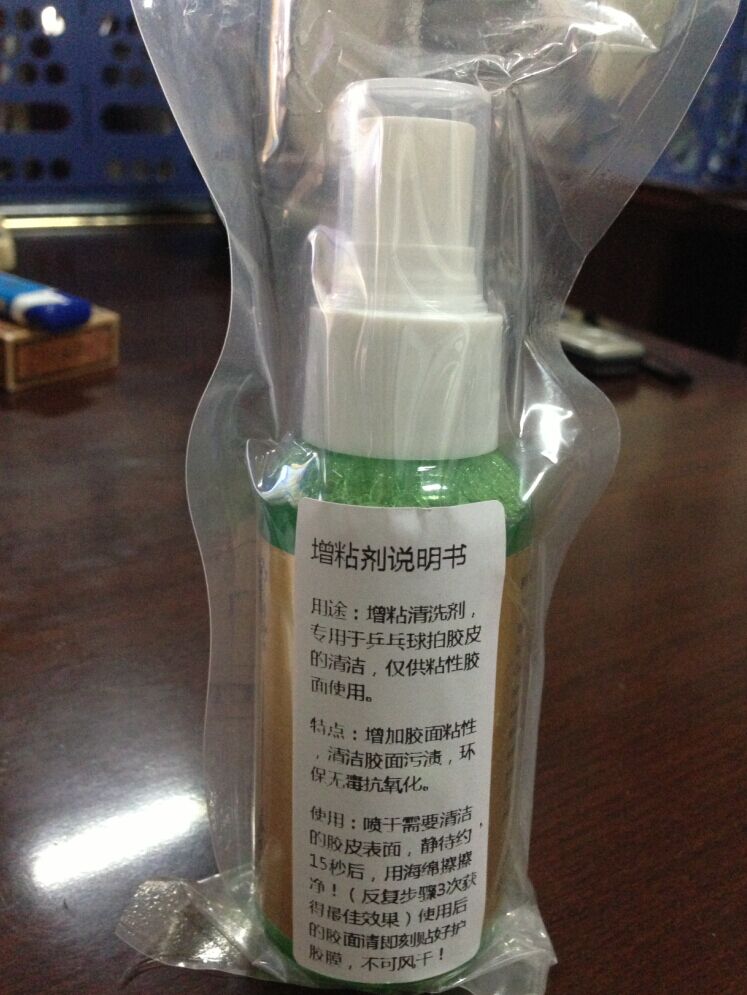 增粘剂说明书
用途：增粘清洗剂，
专用于乒乓球拍胶皮
的清洁，仅供粘性胶
面使用。
特点：增加胶面粘性
，清洁胶面污渍，环
保无毒抗氧化。
使用：喷于需要清洁，
的胶皮表面，静待约
15秒后，用海绵擦擦
净！（反复步骤3次获
得最佳效果）使用后
的胶面请即刻贴好护
胶膜，不可风干！